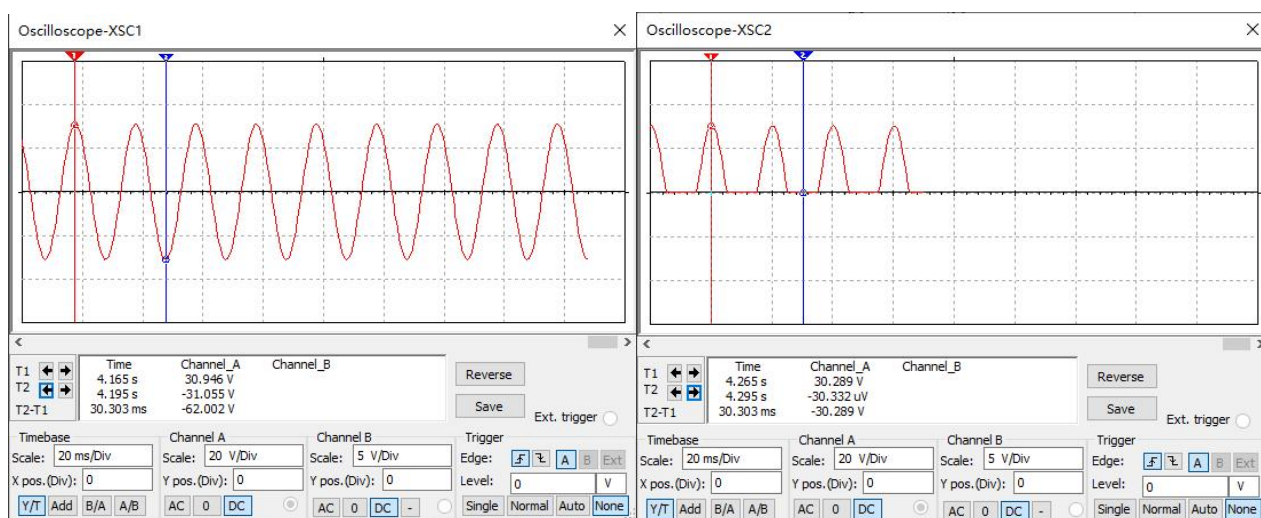 Oscilloscope-XSC1
1
2
T1
T2
T2-T1
Time Channel_A Channel_B
4.165 s 30.946 V
4.195 s -31.055 V
30.303 ms -62.002 V
Reverse
Save
Ext. trigger
Timebase
Scale: 20 ms/Div
X pos.(Div): 0
Y/T Add B/A A/B
Channel A
Scale: 20 V/Div
Y pos.(Div): 0
AC 0 DC
Channel B
Scale: 5 V/Div
Y pos.(Div): 0
AC 0 DC -
Trigger
Edge: A B Ext
Level: 0 V
Single Normal Auto None
Oscilloscope-XSC2
1
2
T1
T2
T2-T1
Time Channel_A Channel_B
4.265 s 30.289 V
4.295 s -30.332 uV
30.303 ms -30.289 V
Reverse
Save
Ext. trigger
Timebase
Scale: 20 ms/Div
X pos.(Div): 0
Y/T Add B/A A/B
Channel A
Scale: 20 V/Div
Y pos.(Div): 0
AC 0 DC
Channel B
Scale: 5 V/Div
Y pos.(Div): 0
AC 0 DC -
Trigger
Edge: A B Ext
Level: 0 V
Single Normal Auto None